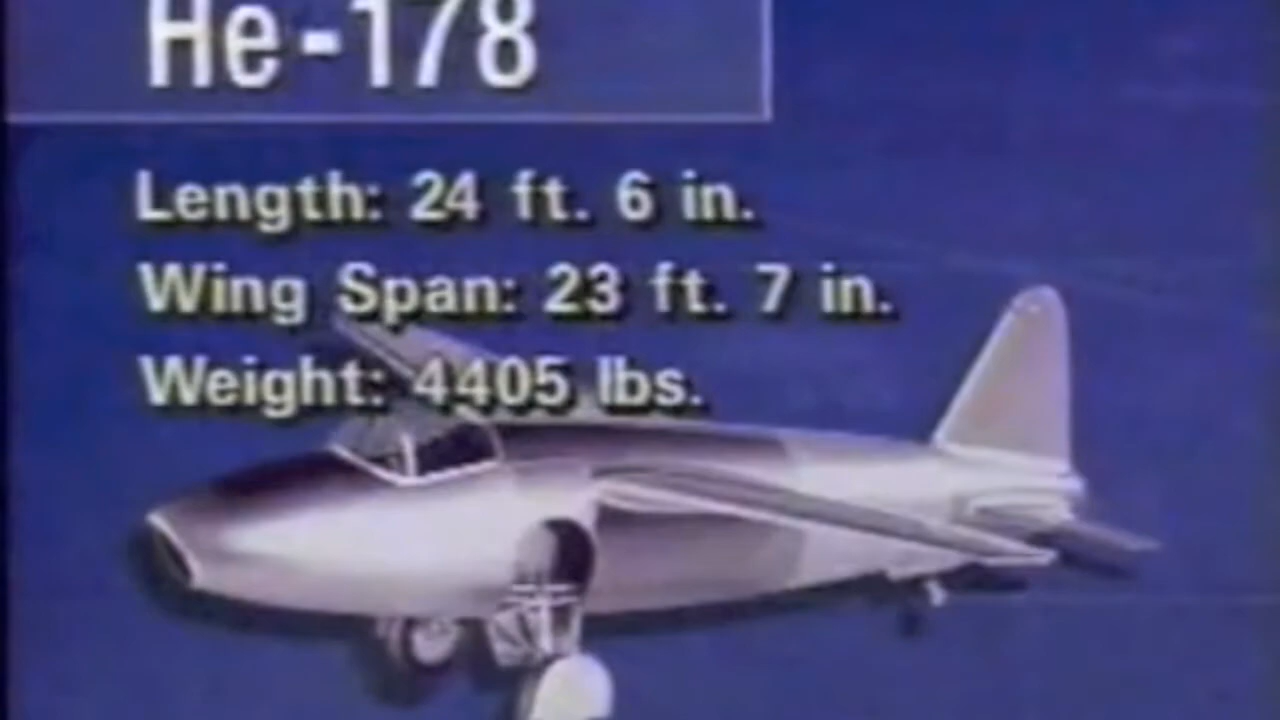 He-178
Length: 24 ft. 6 in.
Wing Span: 23 ft. 7 in.
Weight: 4405 lbs.